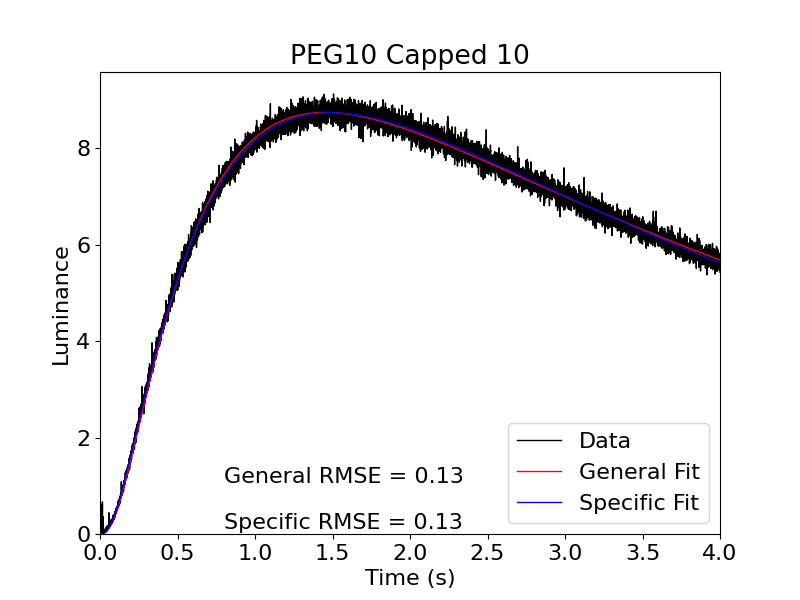 PEG10 Capped 10
Luminance
8
6
4
2
0
General RMSE = 0.13
Specific RMSE = 0.13
Data
General Fit
Specific Fit
0.0 0.5 1.0 1.5 2.0 2.5 3.0 3.5 4.0
Time (s)